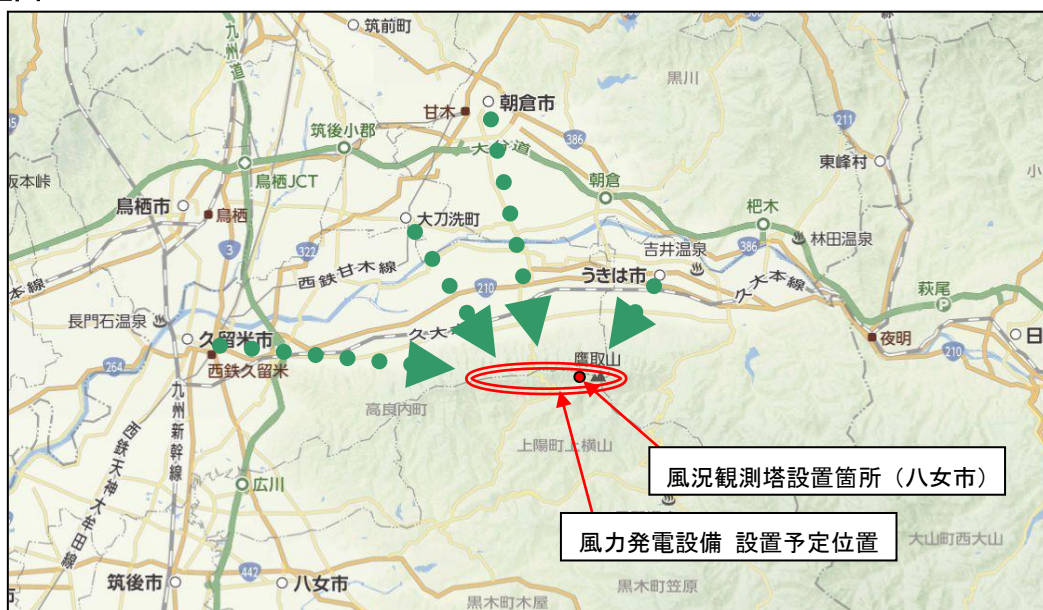 筑前町
九州道
黒川
甘木
朝倉市
386
211
筑後小郡
大分道
東峰村
坂本峠
鳥栖JCT
朝倉
小
鳥栖市
鳥栖
大刀洗町
杷木
3
322
西鉄甘木線
吉井温泉
386
林田温泉
本線
210
うきは市
久大本線
萩尾
P
長門石温泉
久留米市
久大
夜明
日
264
西鉄久留米
鷹取山
210
高良内町
九州新幹線
西鉄天神大牟田線
上陽町上横山
風況観測塔設置箇所（八女市）
広川
風力発電設備 設置予定位置
大山町西大山
筑後市
442
八女市
黒木町笠原
黒木町木屋